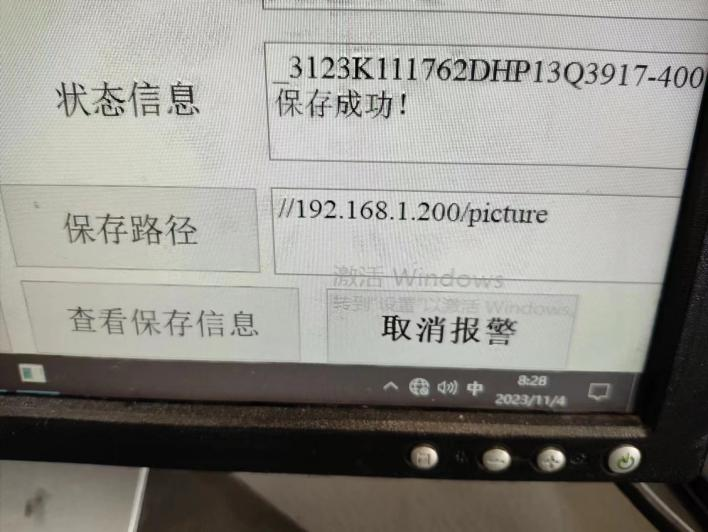 状态信息
_3123K111762DHP13Q3917-400
保存成功!
保存路径
//192.168.1.200/picture
激活 Windows
转到"设置"以激活 Windows。
查看保存信息
取消报警
中
8:28
2023/11/4